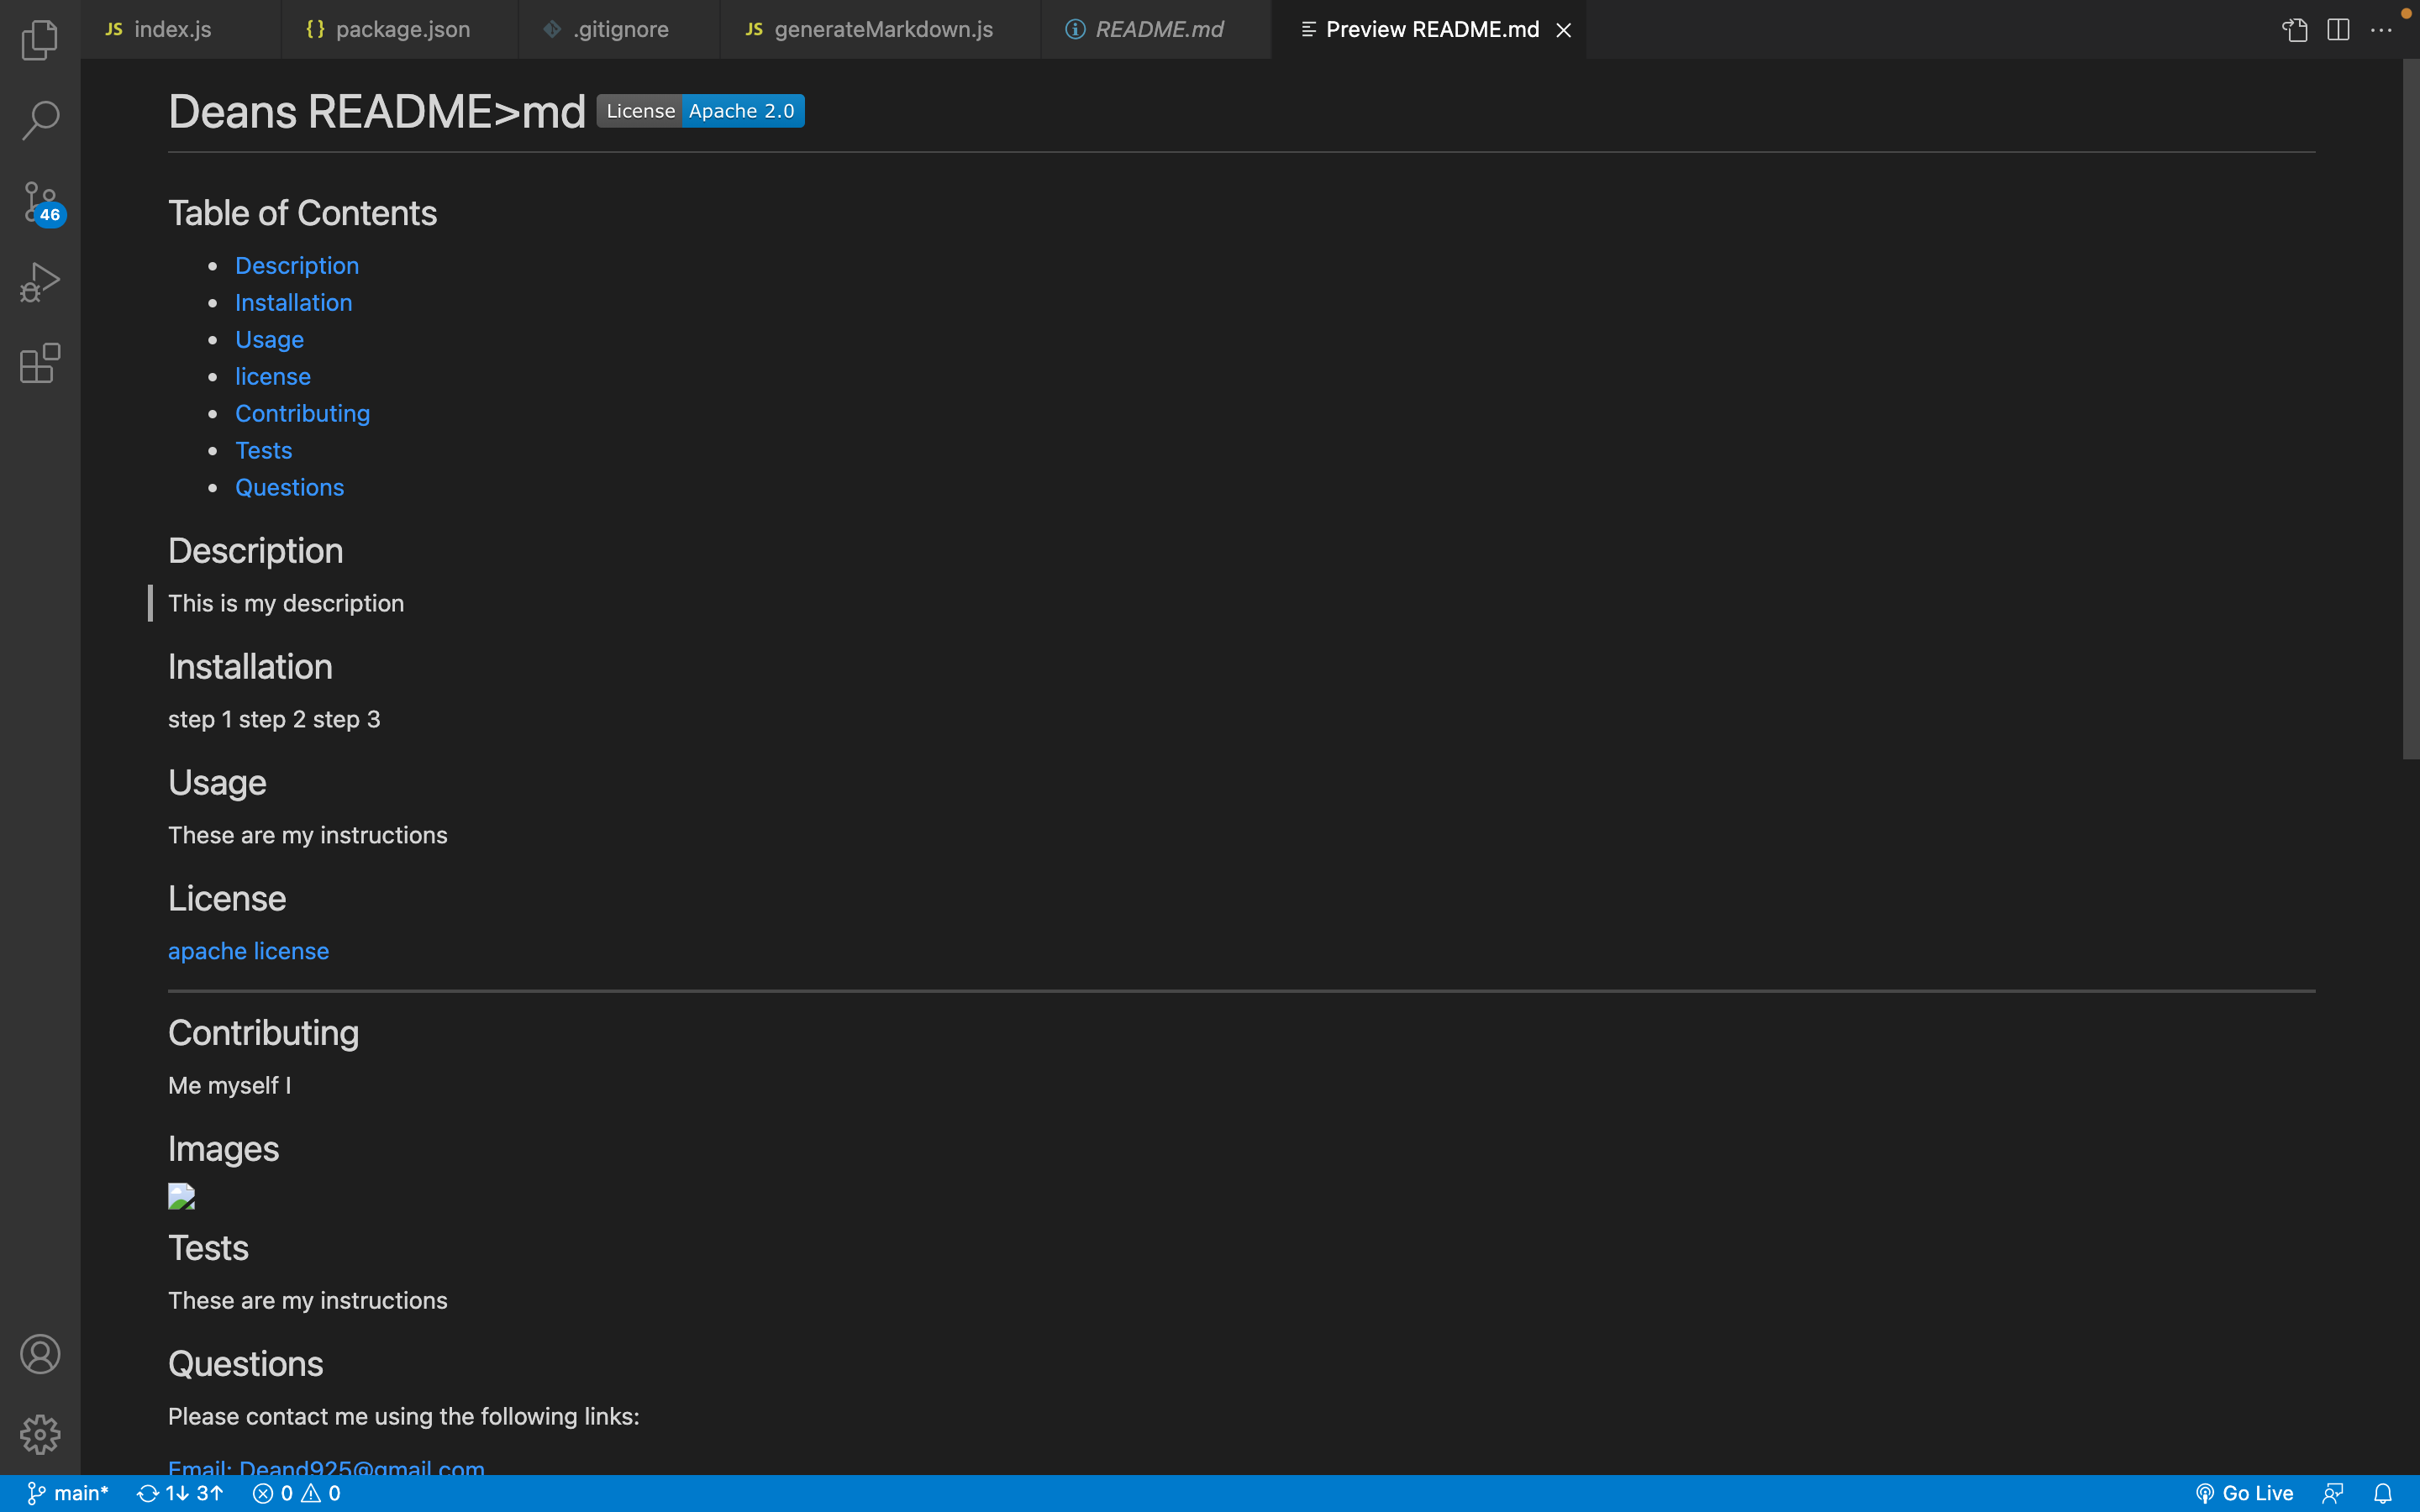 JS index.js {} package.json .gitignore JS generateMarkdown.js README.md Preview README.md
Deans README>md License Apache 2.0
Table of Contents
46
Description
Installation
Usage
license
Contributing
Tests
Questions
Description
This is my description
Installation
step 1 step 2 step 3
Usage
These are my instructions
License
apache license
Contributing
Me myself I
Images
Tests
These are my instructions
Questions
Please contact me using the following links:
Email: Deand925@gmail.com
main* 1↓ 3↑ 0 0 Go Live